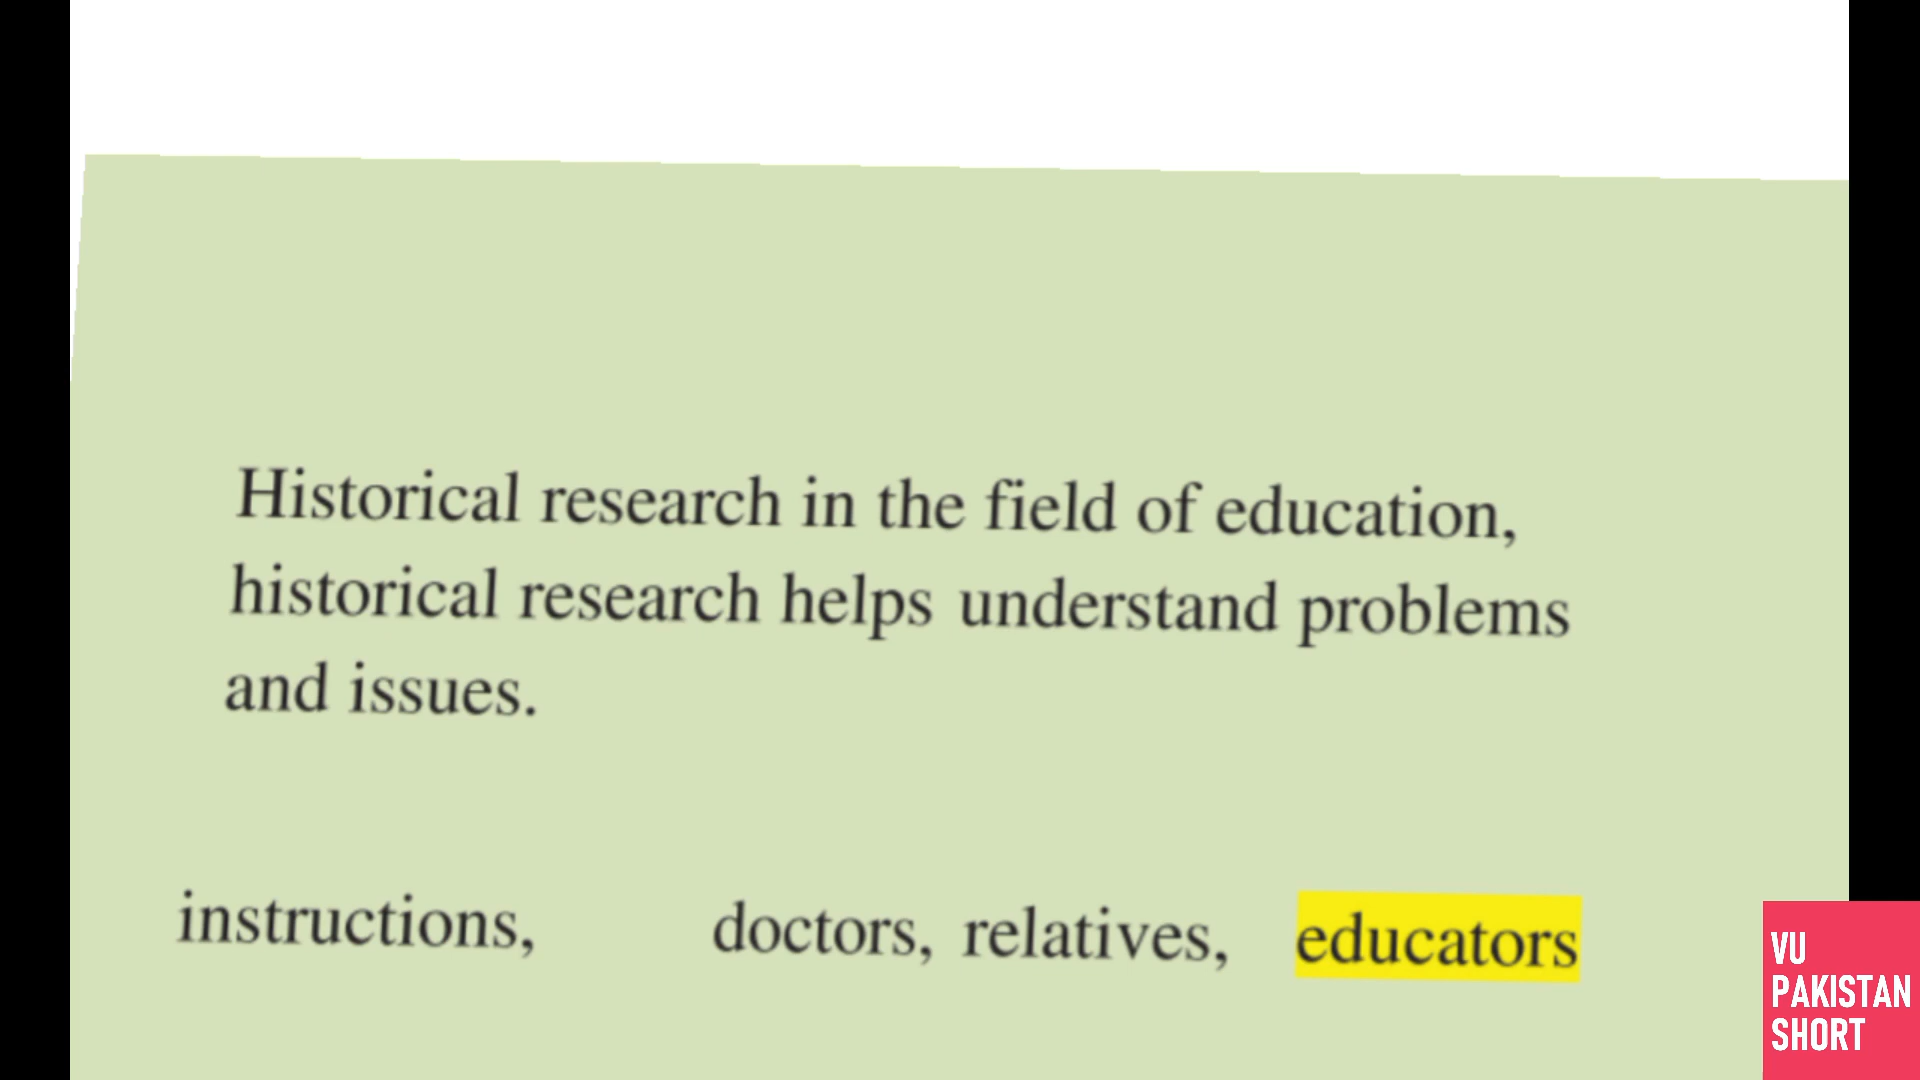 Historical research in the field of education,
historical research helps understand problems
and issues.
instructions, doctors, relatives, educators
VU
PAKISTAN
SHORT